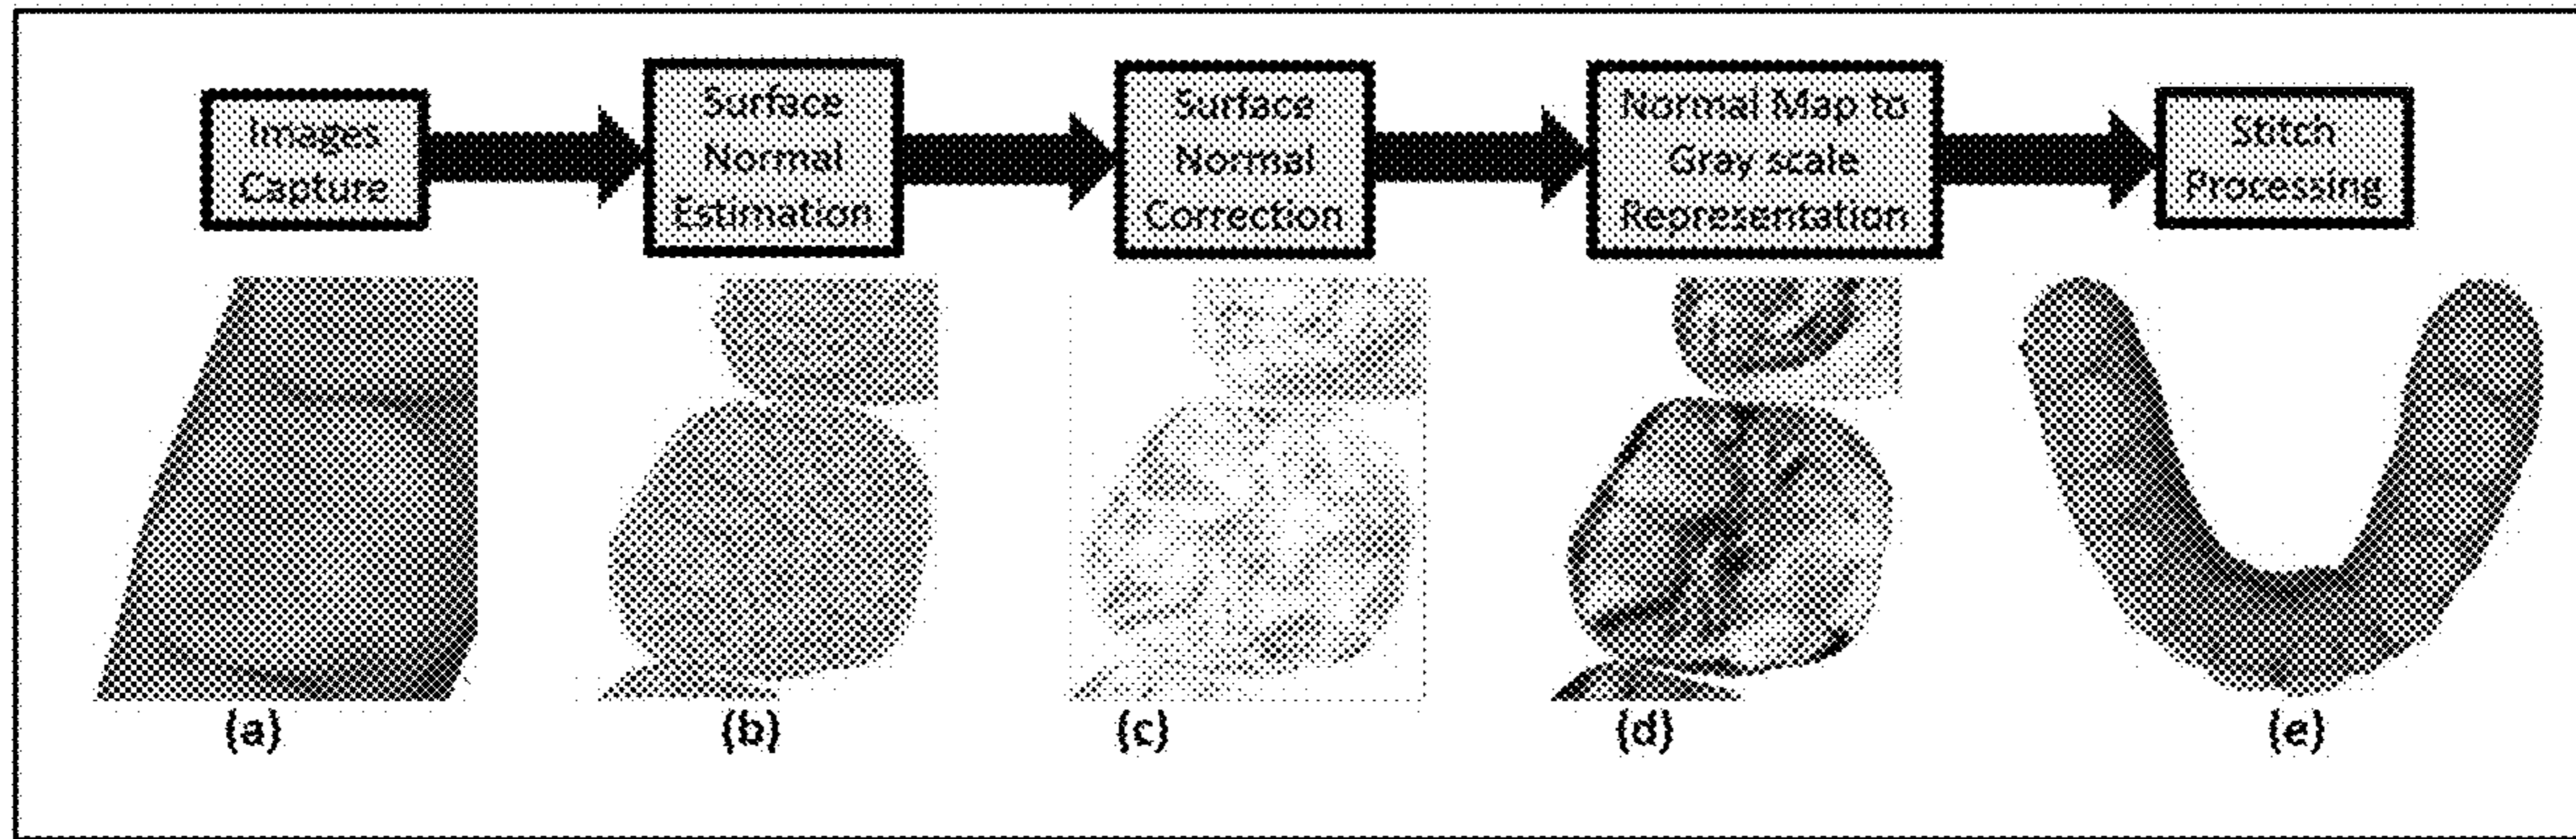 Images
Capture
Surface
Normal
Estimation
Surface
Normal
Correction
Normal Map to
Gray scale
Representation
Stitch
Processing
(a)
(b)
(c)
(d)
(e)